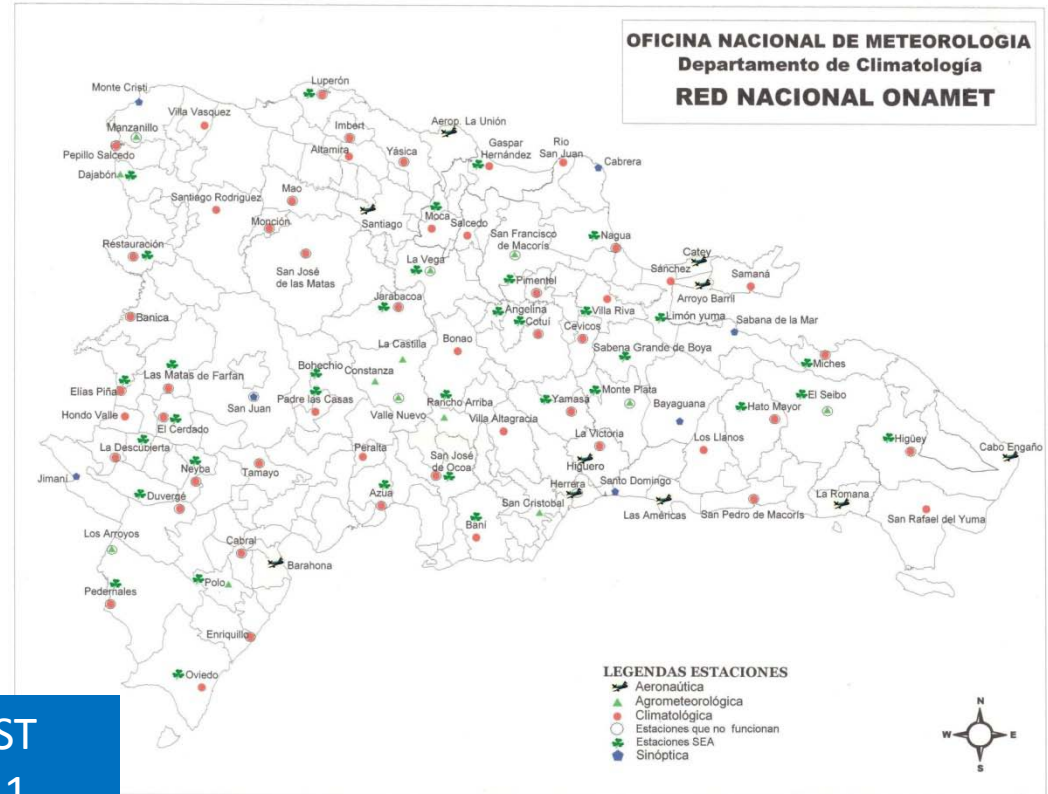 OFICINA NACIONAL DE METEOROLOGIA
Departamento de Climatología
RED NACIONAL ONAMET
Monte Cristi
Luperón
Villa Vasquez
Manzanillo
Imbert
Aerop. La Unión
Pepillo Salcedo
Altamira
Yásica
Gaspar
Hernández
Rio
San Juan
Cabrera
Dajabón
Santiago Rodriguez
Mao
Monción
Santiago
Moca
Salcedo
San Francisco
de Macorís
Nagua
Restauración
San José
de las Matas
La Vega
Catey
Sánchez
Samaná
Pimentel
Arroyo Barril
Jarabacoa
Angelina
Villa Riva
Limón yuma
Sabana de la Mar
Banica
Cotuí
Cevicos
La Castilla
Bonao
Sabena Grande de Boya
Miches
Bohechio
Constanza
Las Matas de Farfán
Elías Piña
San Juan
Padre las Casas
Rancho Arriba
Monte Plata
El Seibo
Valle Nuevo
Yamasa
Bayaguana
Hato Mayor
Hondo Valle
El Cerdado
Villa Altagracia
La Descubierta
Peralta
La Victoria
Los Llanos
Higüey
Cabo Engaño
Jimaní
Neyba
Tamayo
San José
de Ocoa
Higuero
Duvergé
Azua
San Cristobal
Herréra
Santo Domingo
Las Américas
San Pedro de Macorís
La Romana
San Rafael del Yuma
Los Arroyos
Baní
Cabral
Barahona
Polo
Pedernales
Enriquillo
Oviedo
LEGENDAS ESTACIONES
Aeronaútica
Agrometeorológica
Climatológica
Estaciones que no funcionan
Estaciones SEA
Sinóptica
N
W
E
S
ST
1